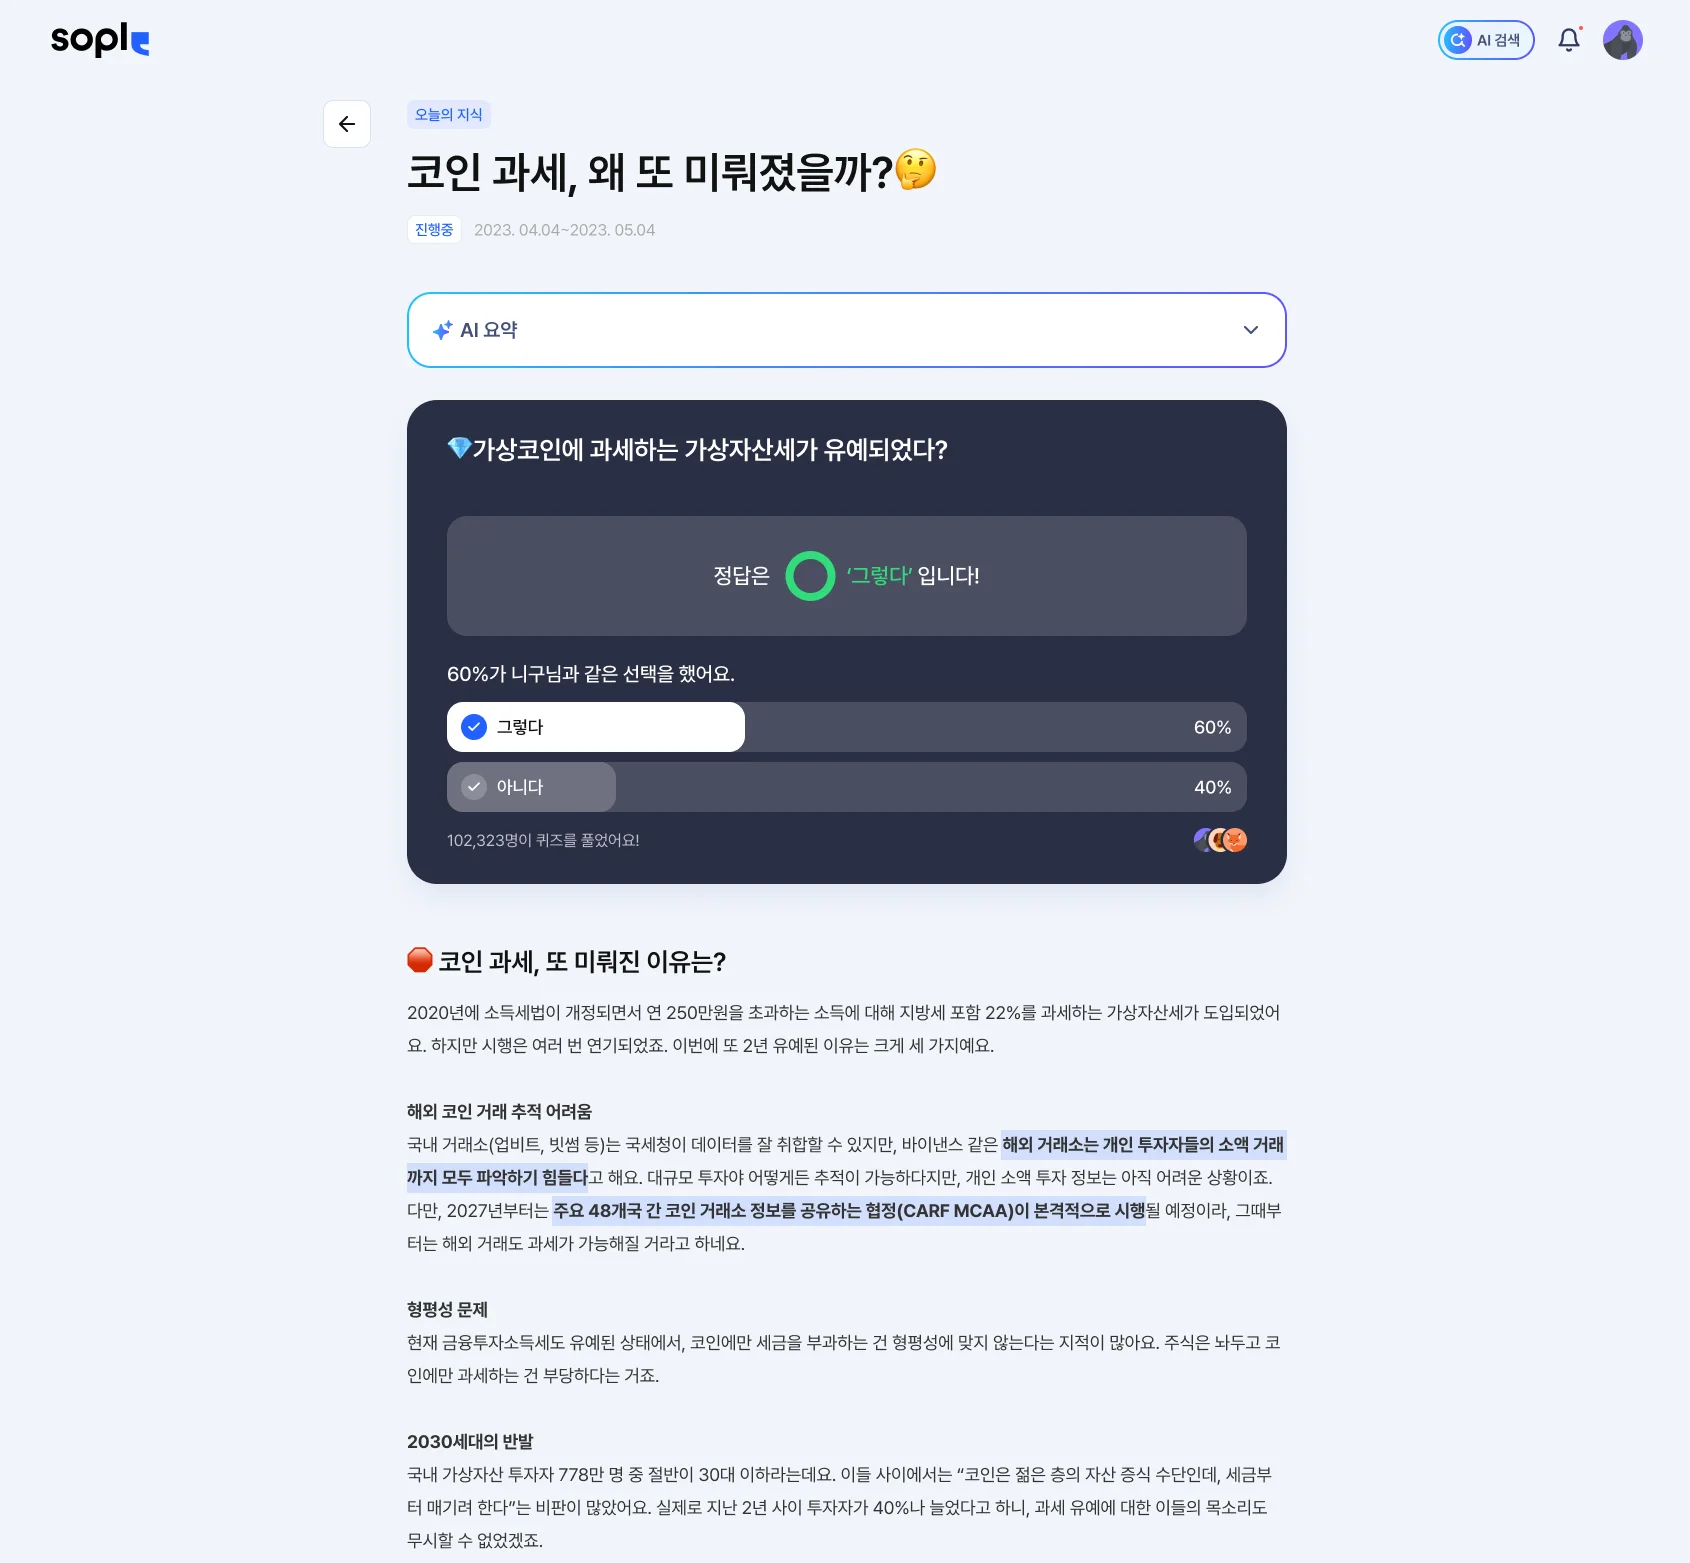 sopl
AI 검색
오늘의 지식
코인 과세, 왜 또 미뤄졌을까?🤔
진행중 2023. 04.04~2023. 05.04
AI 요약
💎가상코인에 과세하는 가상자산세가 유예되었다?
정답은 ‘그렇다’ 입니다!
60%가 니구님과 같은 선택을 했어요.
그렇다 60%
아니다 40%
102,323명이 퀴즈를 풀었어요!
🛑 코인 과세, 또 미뤄진 이유는?
2020년에 소득세법이 개정되면서 연 250만원을 초과하는 소득에 대해 지방세 포함 22%를 과세하는 가상자산세가 도입되었어
요. 하지만 시행은 여러 번 연기되었죠. 이번에 또 2년 유예된 이유는 크게 세 가지예요.
해외 코인 거래 추적 어려움
국내 거래소(업비트, 빗썸 등)는 국세청이 데이터를 잘 취합할 수 있지만, 바이낸스 같은 해외 거래소는 개인 투자자들의 소액 거래
까지 모두 파악하기 힘들다고 해요. 대규모 투자야 어떻게든 추적이 가능하다지만, 개인 소액 투자 정보는 아직 어려운 상황이죠.
다만, 2027년부터는 주요 48개국 간 코인 거래소 정보를 공유하는 협정(CARF MCAA)이 본격적으로 시행될 예정이라, 그때부
터는 해외 거래도 과세가 가능해질 거라고 하네요.
형평성 문제
현재 금융투자소득세도 유예된 상태에서, 코인에만 세금을 부과하는 건 형평성에 맞지 않는다는 지적이 많아요. 주식은 놔두고 코
인에만 과세하는 건 부당하다는 거죠.
2030세대의 반발
국내 가상자산 투자자 778만 명 중 절반이 30대 이하라는데요. 이들 사이에서는 “코인은 젊은 층의 자산 증식 수단인데, 세금부
터 매기려 한다”는 비판이 많았어요. 실제로 지난 2년 사이 투자자가 40%나 늘었다고 하니, 과세 유예에 대한 이들의 목소리도
무시할 수 없었겠죠.